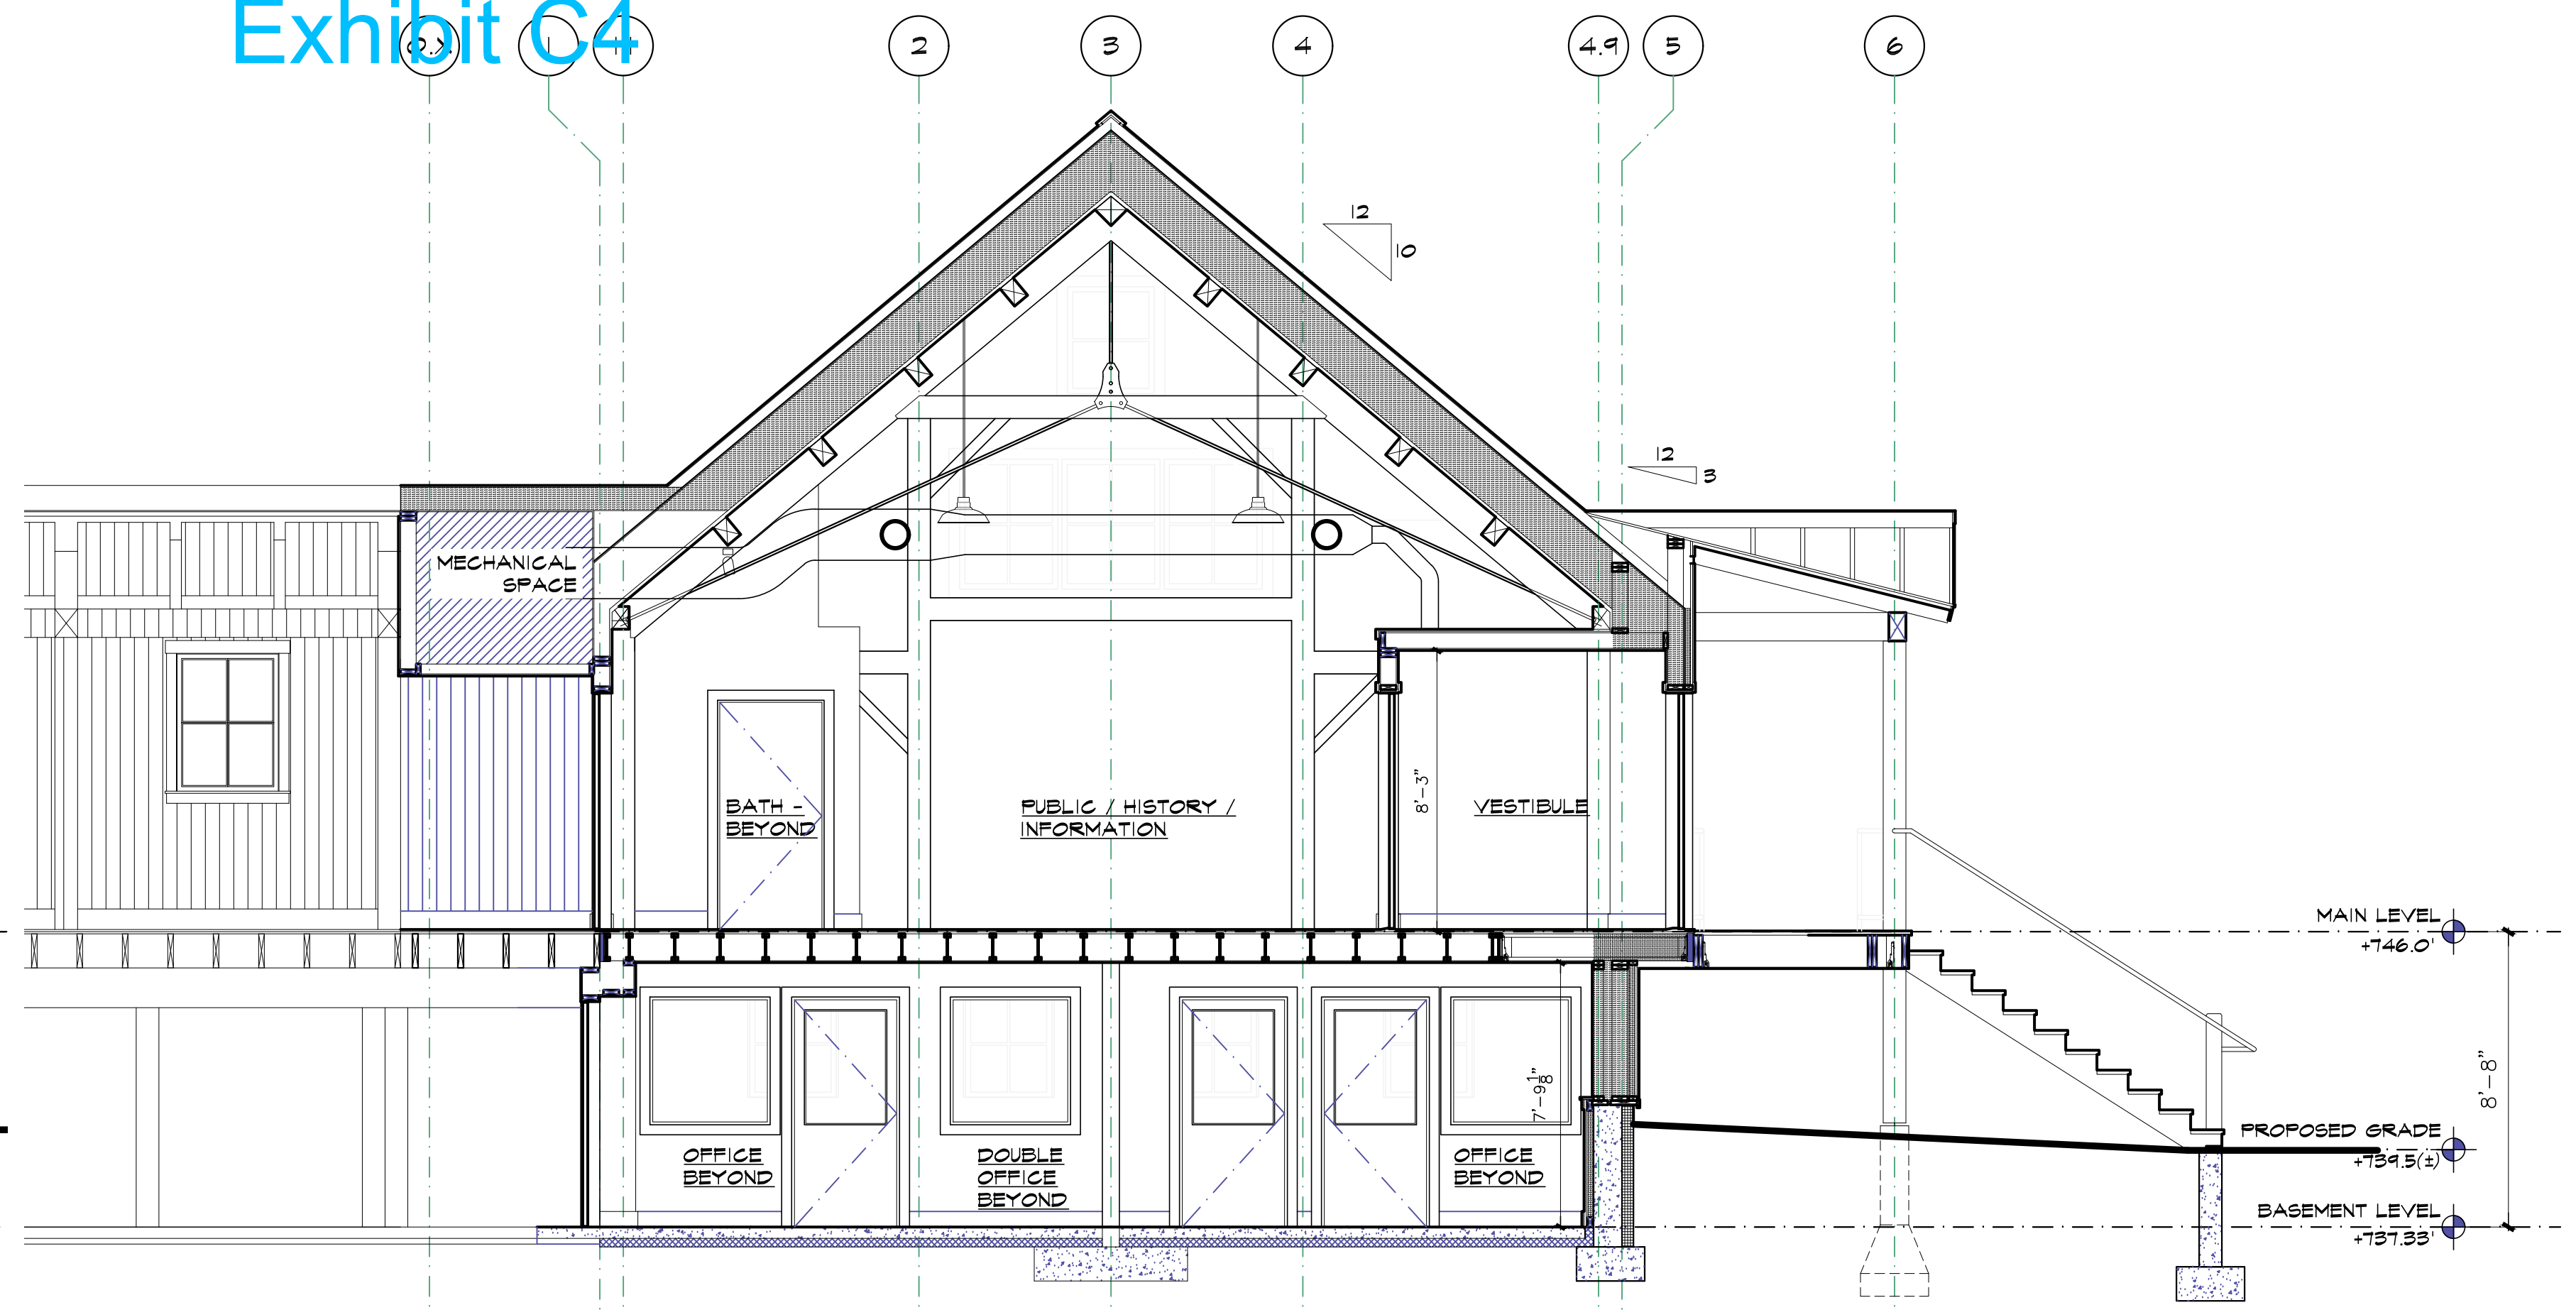 Exhibit C4
2
3
4
4.9
5
6
12
10
12
3
MECHANICAL
SPACE
BATH -
BEYOND
PUBLIC / HISTORY /
INFORMATION
8'-3"
VESTIBULE
MAIN LEVEL
+746.0'
OFFICE
BEYOND
DOUBLE
OFFICE
BEYOND
7'-9 1/8"
OFFICE
BEYOND
8'-8"
PROPOSED GRADE
+739.5(±)
BASEMENT LEVEL
+737.33'